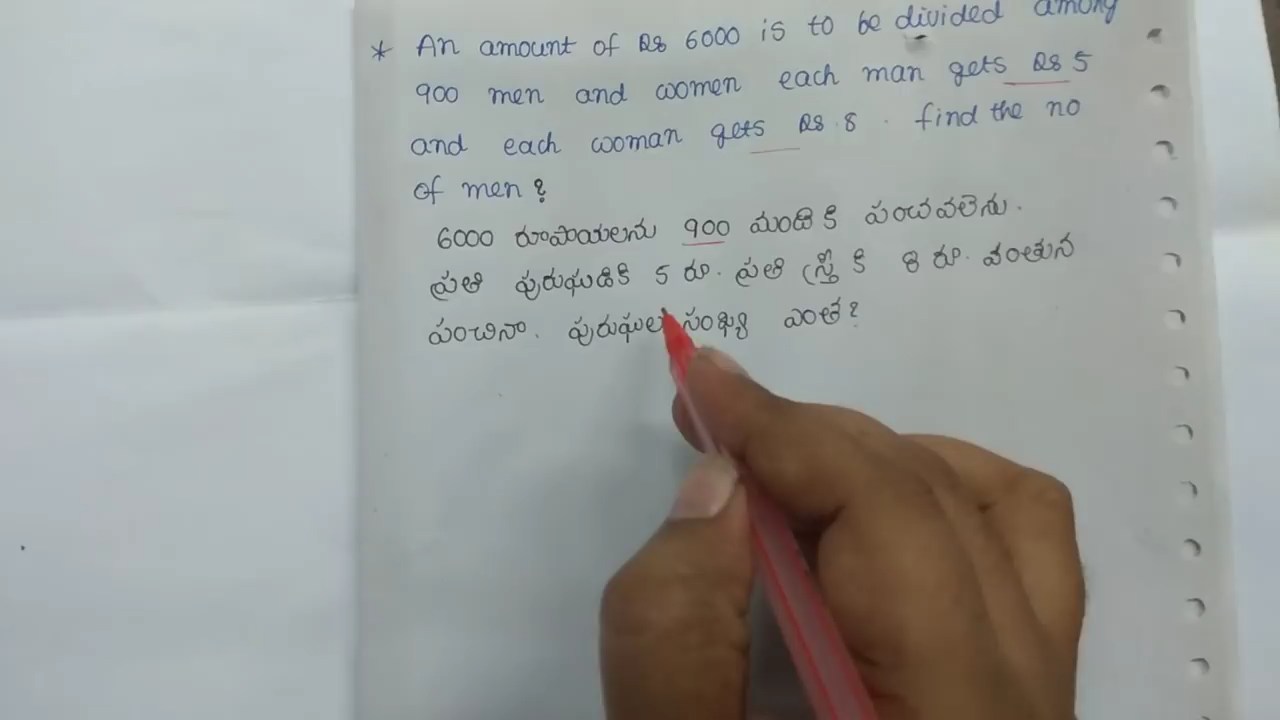 * An amount of Rs 6000 is to be divided among
900 men and women each man gets Rs 5
and each woman gets Rs. 8 . find the no
of men?
6000 రూపాయలను 900 మందికి పంచవలెను.
ప్రతి పురుషుడికి 5 రూ. ప్రతి స్త్రీ కి 8 రూ. వంతున
పంచినా. పురుషుల సంఖ్య ఎంత?